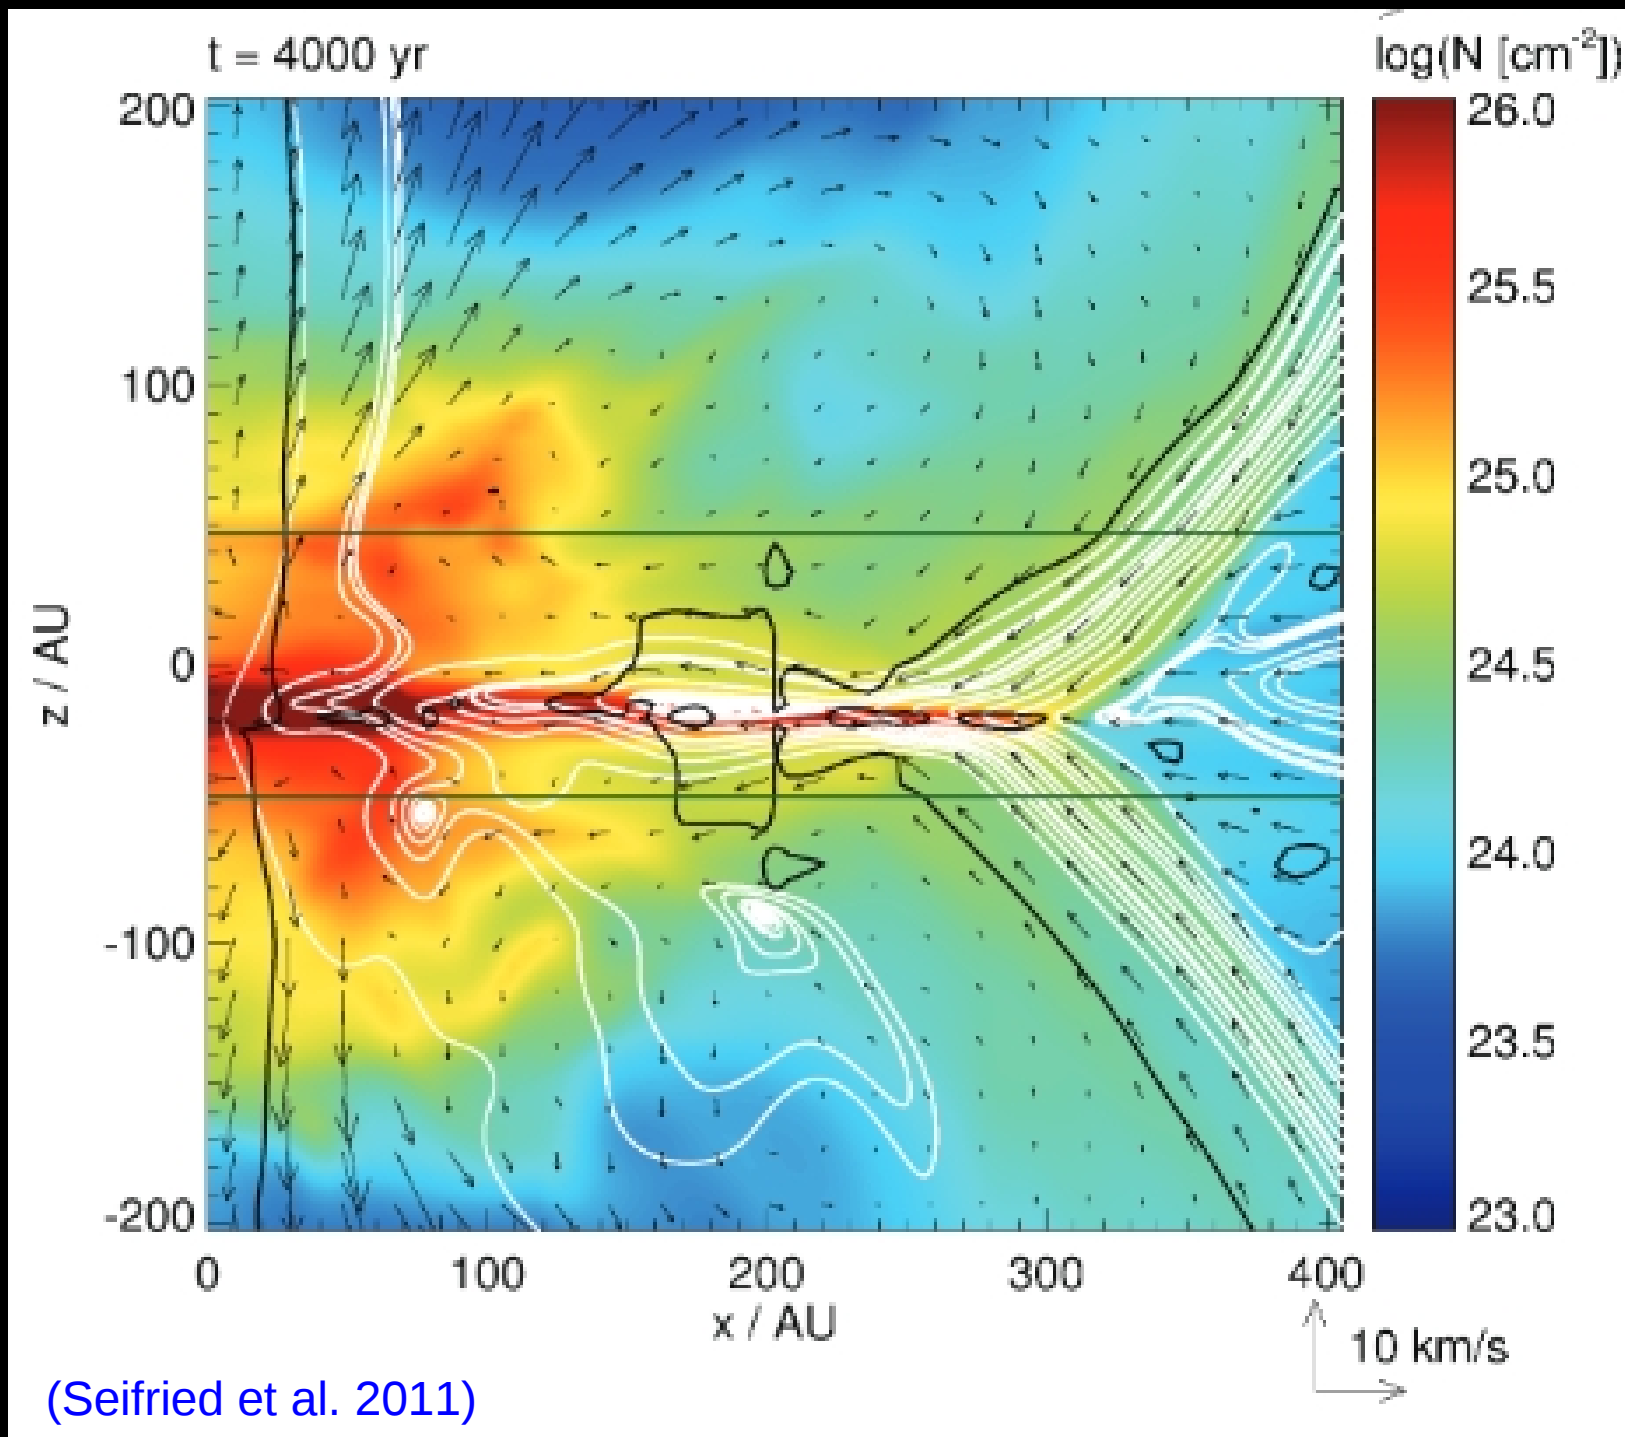 t = 4000 yr
log(N [cm⁻²])
200
100
0
-100
-200
z / AU
0 100 200 300 400
x / AU
26.0
25.5
25.0
24.5
24.0
23.5
23.0
10 km/s
(Seifried et al. 2011)